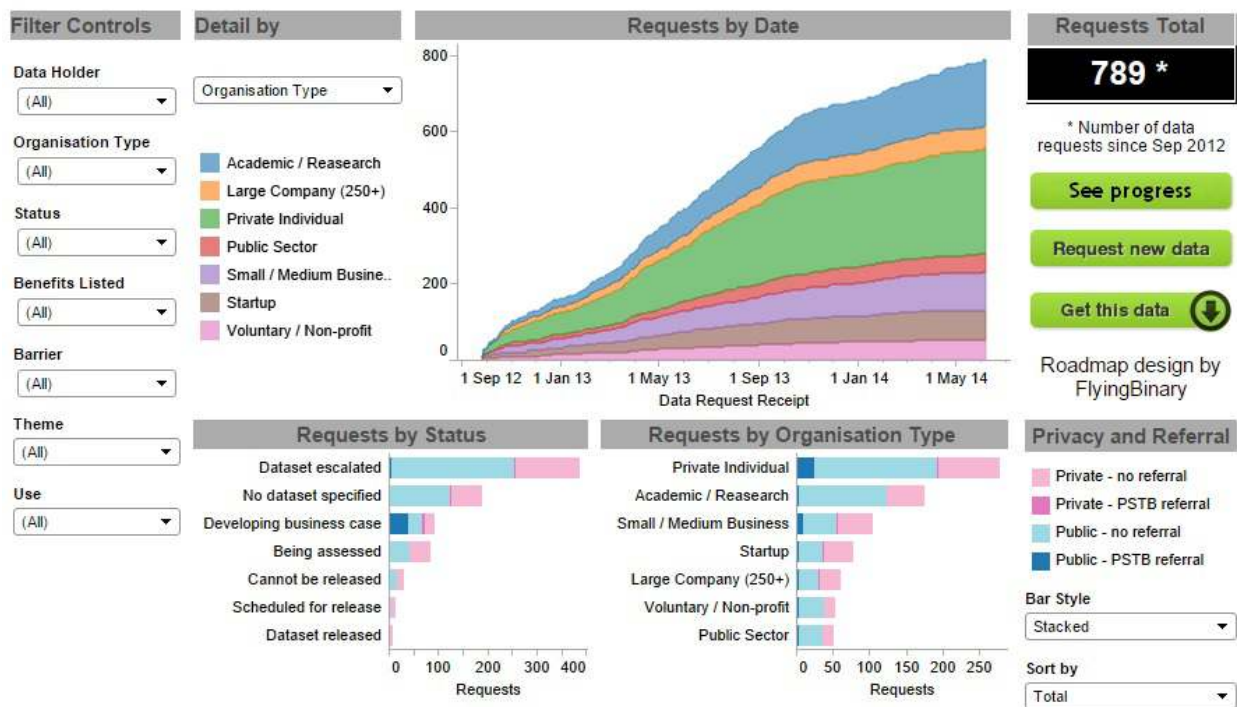 Filter Controls
Data Holder
(All)
Organisation Type
(All)
Status
(All)
Benefits Listed
(All)
Barrier
(All)
Theme
(All)
Use
(All)
Detail by
Organisation Type
Academic / Reasearch
Large Company (250+)
Private Individual
Public Sector
Small / Medium Busine..
Startup
Voluntary / Non-profit
Requests by Date
800
600
400
200
0
1 Sep 12 1 Jan 13 1 May 13 1 Sep 13 1 Jan 14 1 May 14
Data Request Receipt
Requests Total
789 *
* Number of data
requests since Sep 2012
See progress
Request new data
Get this data
Roadmap design by
FlyingBinary
Requests by Status
Dataset escalated
No dataset specified
Developing business case
Being assessed
Cannot be released
Scheduled for release
Dataset released
0 100 200 300 400
Requests
Requests by Organisation Type
Private Individual
Academic / Reasearch
Small / Medium Business
Startup
Large Company (250+)
Voluntary / Non-profit
Public Sector
0 50 100 150 200 250
Requests
Privacy and Referral
Private - no referral
Private - PSTB referral
Public - no referral
Public - PSTB referral
Bar Style
Stacked
Sort by
Total